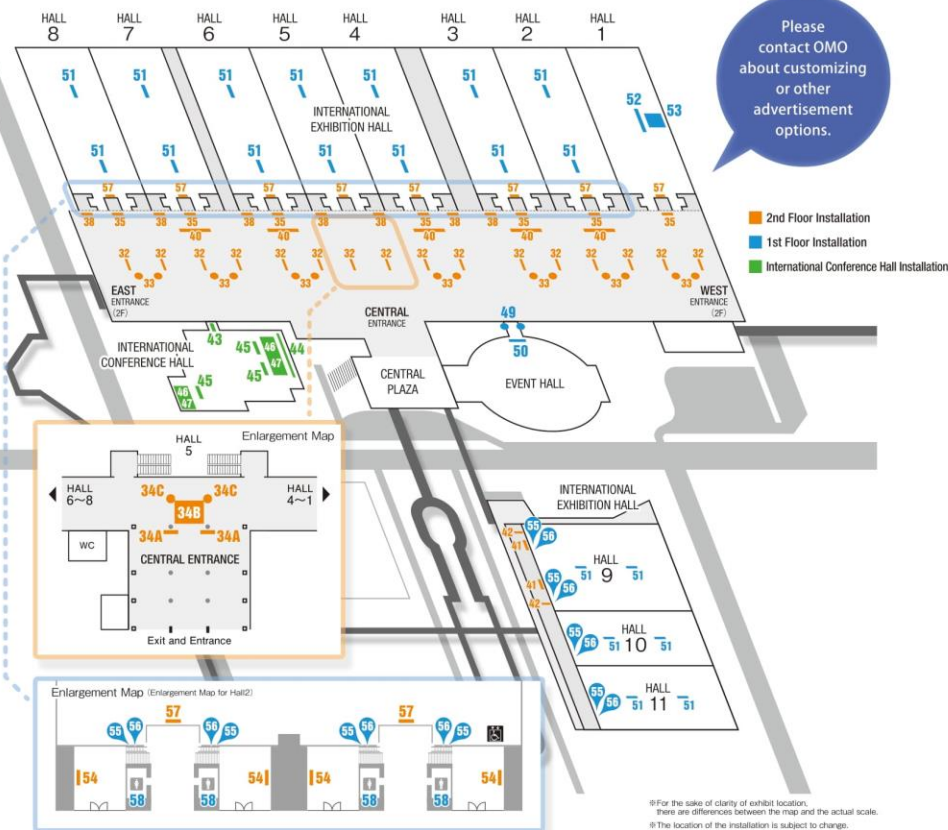 HALL 8
HALL 7
HALL 6
HALL 5
HALL 4
HALL 3
HALL 2
HALL 1
Please
contact OMO
about customizing
or other
advertisement
options.
51 51 51 51 51 51 51
52 53
INTERNATIONAL
EXHIBITION HALL
51 51 51 51 51 51 51
57 57 57 57 57 57 57 57
38 35 38 35 38 35 38 38 35 38 35 35 35
40 40 40 40
32 32 32 32 32 32 32 32 32 32 32 32 32 32 32 32
33 33 33 33 33 33 33
2nd Floor Installation
1st Floor Installation
International Conference Hall Installation
EAST
ENTRANCE
(2F)
WEST
ENTRANCE
(2F)
CENTRAL
ENTRANCE
49
50
43
INTERNATIONAL
CONFERENCE HALL
45 46 44
45 47
45
46
47
CENTRAL
PLAZA
EVENT HALL
Enlargement Map
HALL
5
HALL
6～8
HALL
4～1
34C 34C
34B
34A 34A
WC
CENTRAL ENTRANCE
Exit and Entrance
INTERNATIONAL
EXHIBITION HALL
42 55 56
41
HALL
51 9 51
41 55 56
42
HALL
55 56 51 10 51
HALL
55 56 51 11 51
Enlargement Map (Enlargement Map for Hall2)
57 57
55 56 56 55 55 56 56 55
54 54 54 54
58 58 58 58
※For the sake of clarity of exhibit location,
there are differences between the map and the actual scale.
※The location of the installation is subject to change.